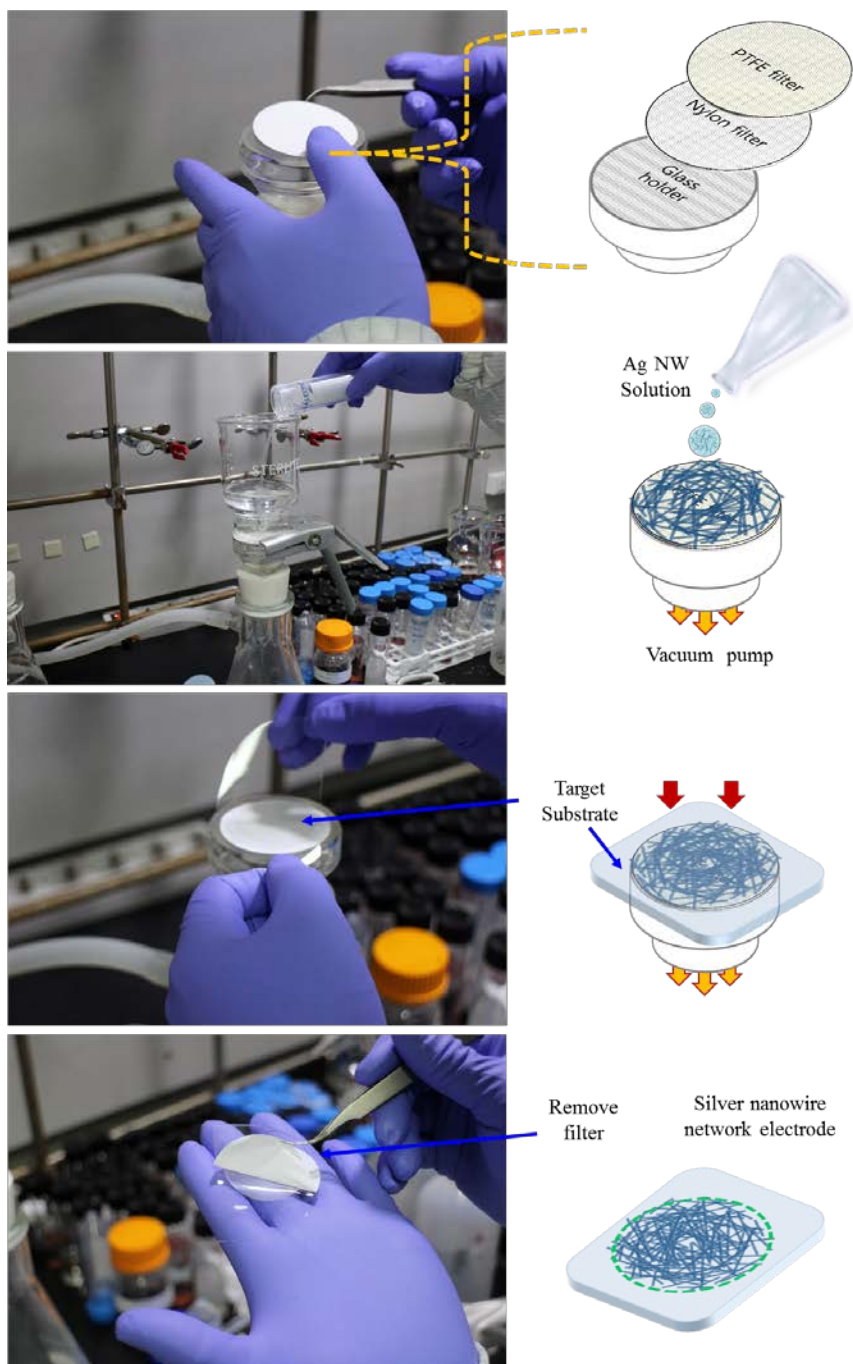 PTFE filter
Nylon filter
Glass
holder
Ag NW
Solution
Vacuum pump
Target
Substrate
Remove
filter
Silver nanowire
network electrode